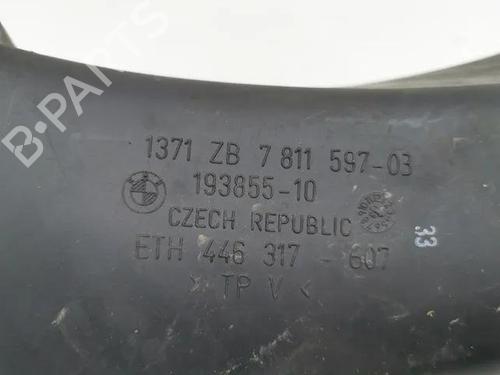 B-PARTS
1371 ZB 7 811 597-03
193855-10
CZECH REPUBLIC
ETH 446 317 - 607
> TP V <
33